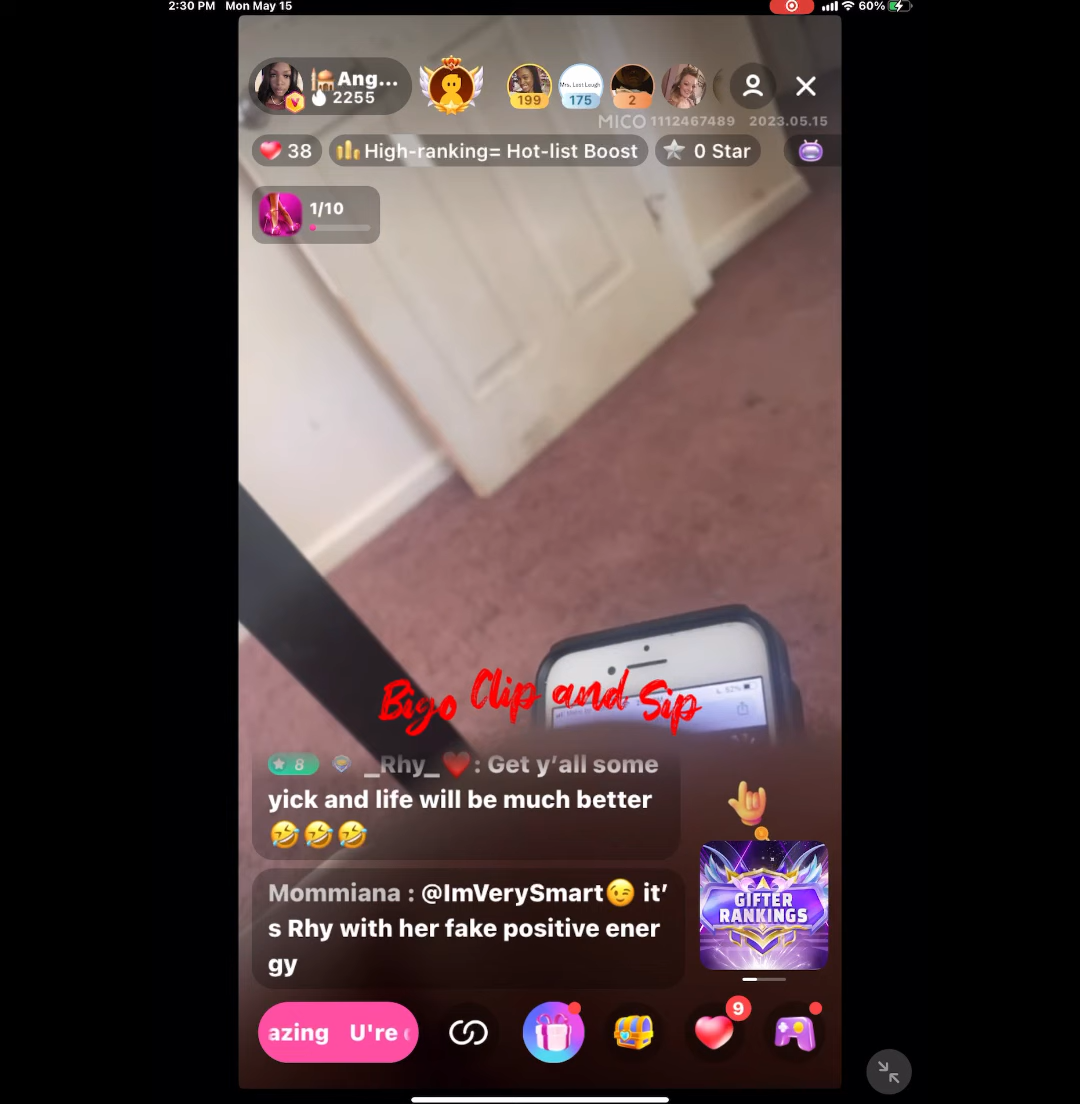 2:30 PM Mon May 15
60%
Ang...
2255
199
Mrs. Last Laugh
175
2
MICO 1112467489 2023.05.15
38
High-ranking= Hot-list Boost
0 Star
1/10
Bigo Clip and Sip
8 _Rhy_❤️: Get y’all some
yick and life will be much better
🤣🤣🤣
Mommiana : @ImVerySmart😉 it’
s Rhy with her fake positive ener
gy
GIFTER
RANKINGS
azing U're
9